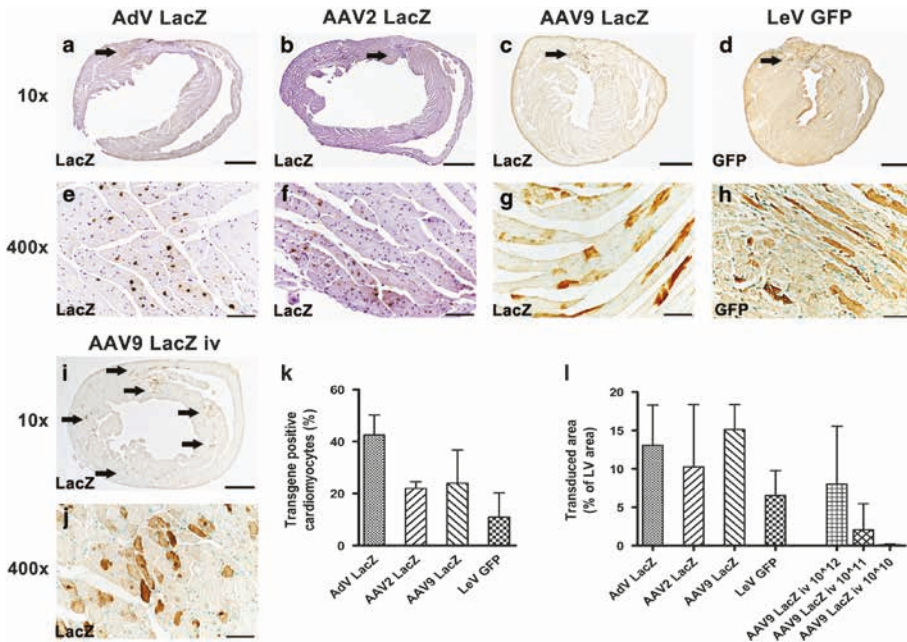 AdV LacZ AAV2 LacZ AAV9 LacZ LeV GFP
10x
a LacZ
b LacZ
c LacZ
d GFP
400x
e LacZ
f LacZ
g LacZ
h GFP
AAV9 LacZ iv
10x
i LacZ
400x
j LacZ
k
Transgene positive
cardiomyocytes (%)
60
40
20
0
AdV LacZ
AAV2 LacZ
AAV9 LacZ
LeV GFP
l
Transduced area
(% of LV area)
20
15
10
5
0
AdV LacZ
AAV2 LacZ
AAV9 LacZ
LeV GFP
AAV9 LacZ iv 10^12
AAV9 LacZ iv 10^11
AAV9 LacZ iv 10^10